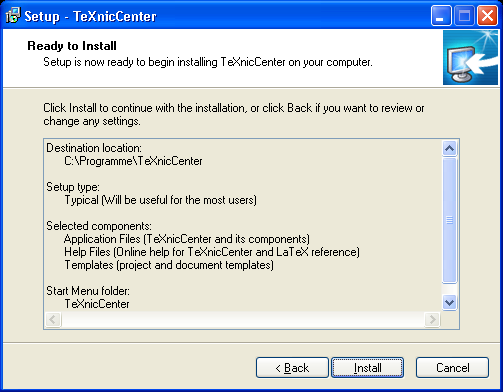 Setup - TeXnicCenter
Ready to Install
Setup is now ready to begin installing TeXnicCenter on your computer.
Click Install to continue with the installation, or click Back if you want to review or
change any settings.
Destination location:
C:\Programme\TeXnicCenter
Setup type:
Typical (Will be useful for the most users)
Selected components:
Application Files (TeXnicCenter and its components)
Help Files (Online help for TeXnicCenter and LaTeX reference)
Templates (project and document templates)
Start Menu folder:
TeXnicCenter
< Back
Install
Cancel